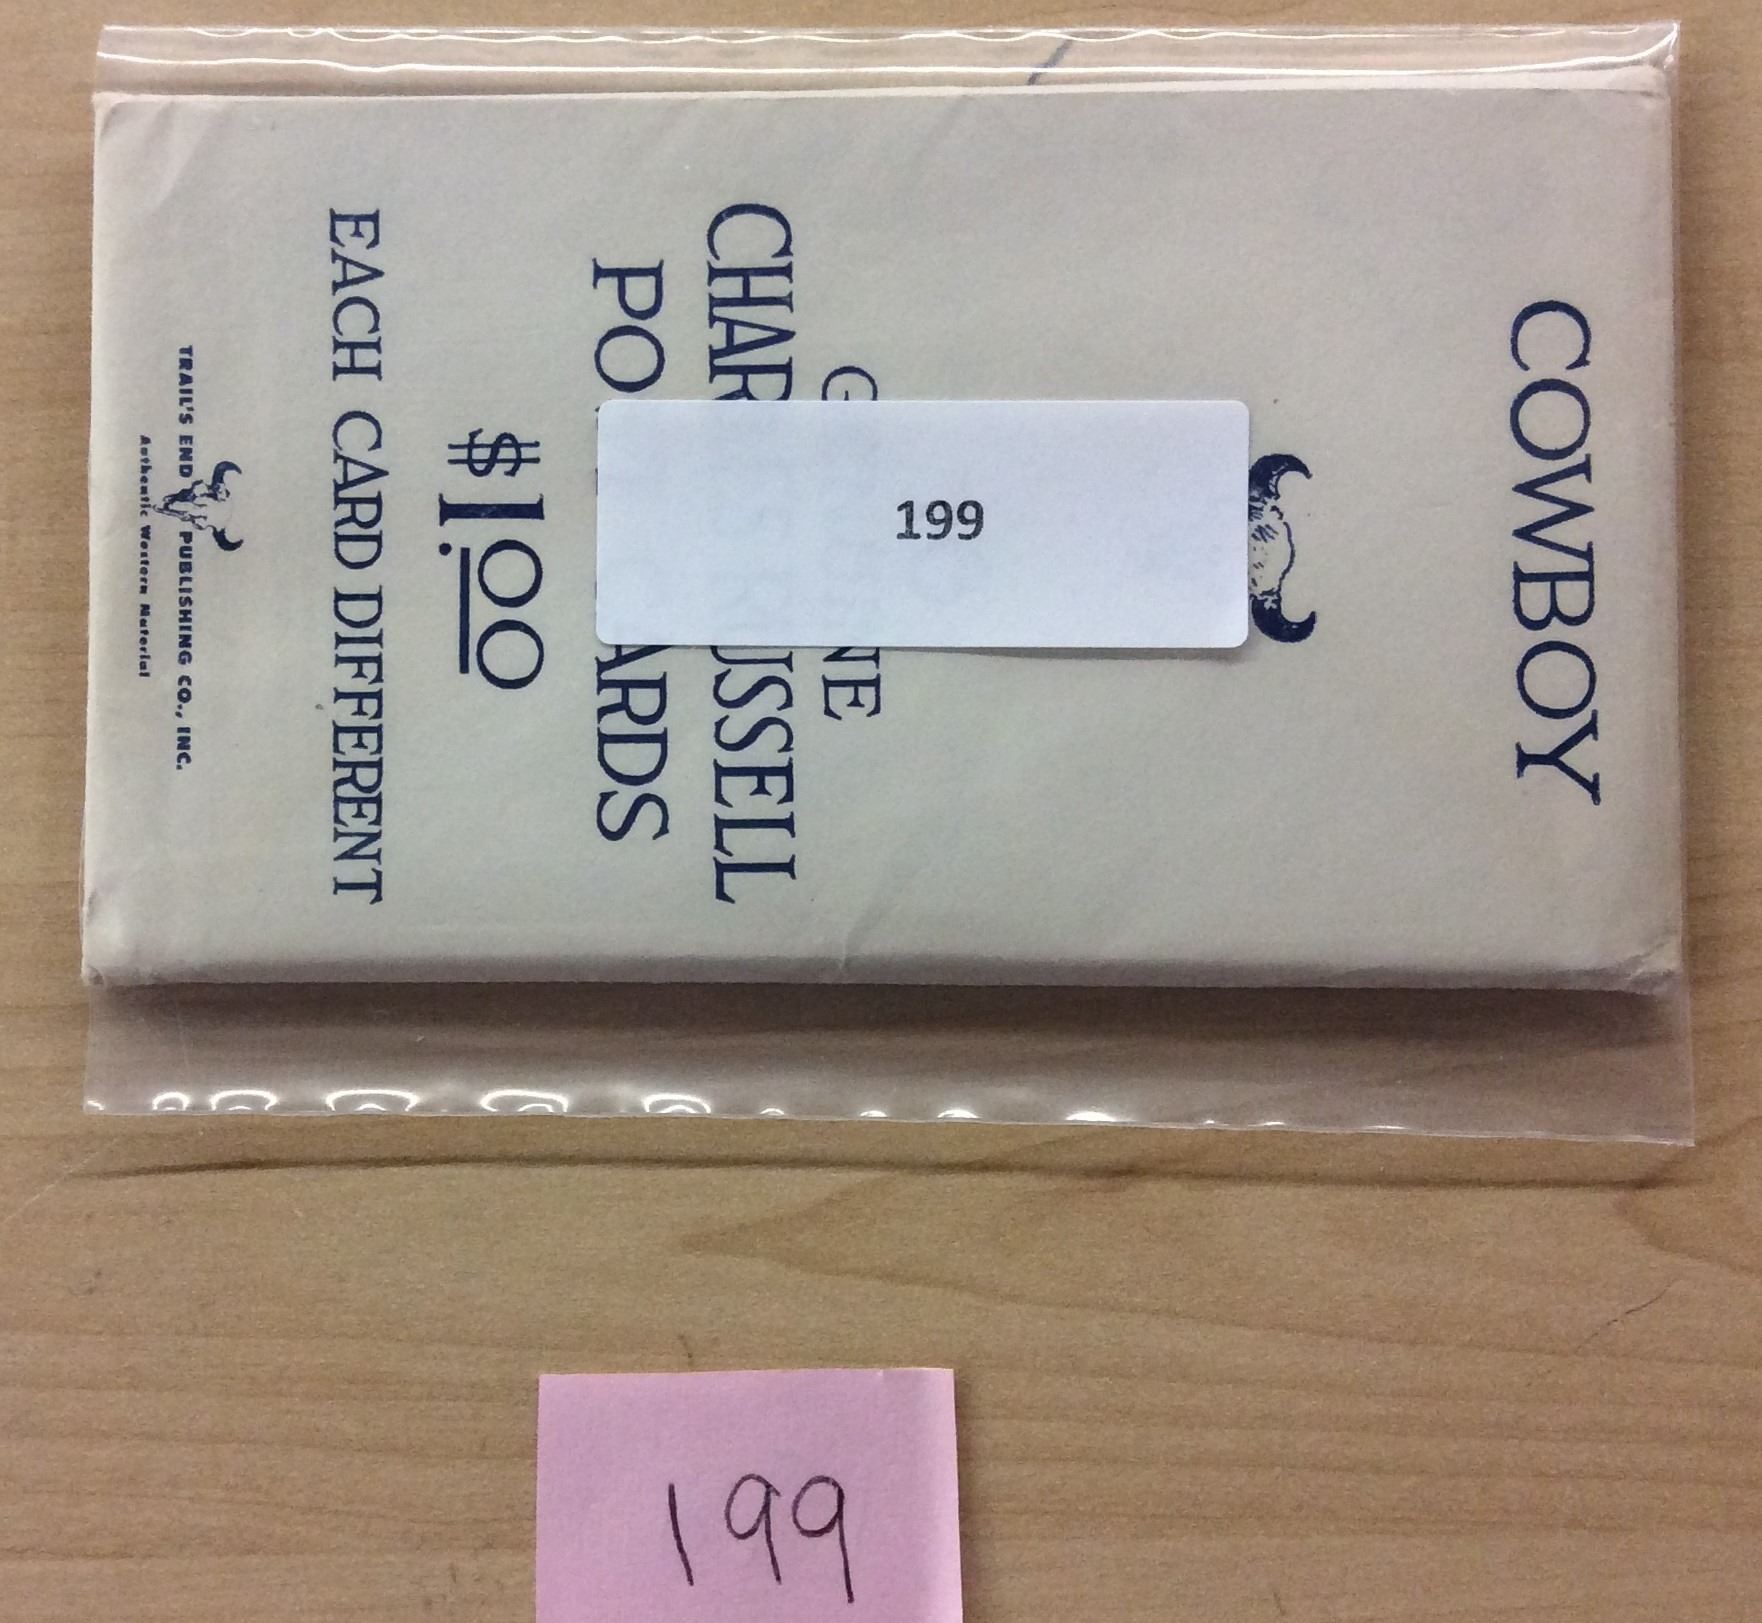 COWBOY
CHAR USSELL
PO ARDS
$1.00
EACH CARD DIFFERENT
TRAIL'S END PUBLISHING CO., INC.
Authentic Western Material
199
199